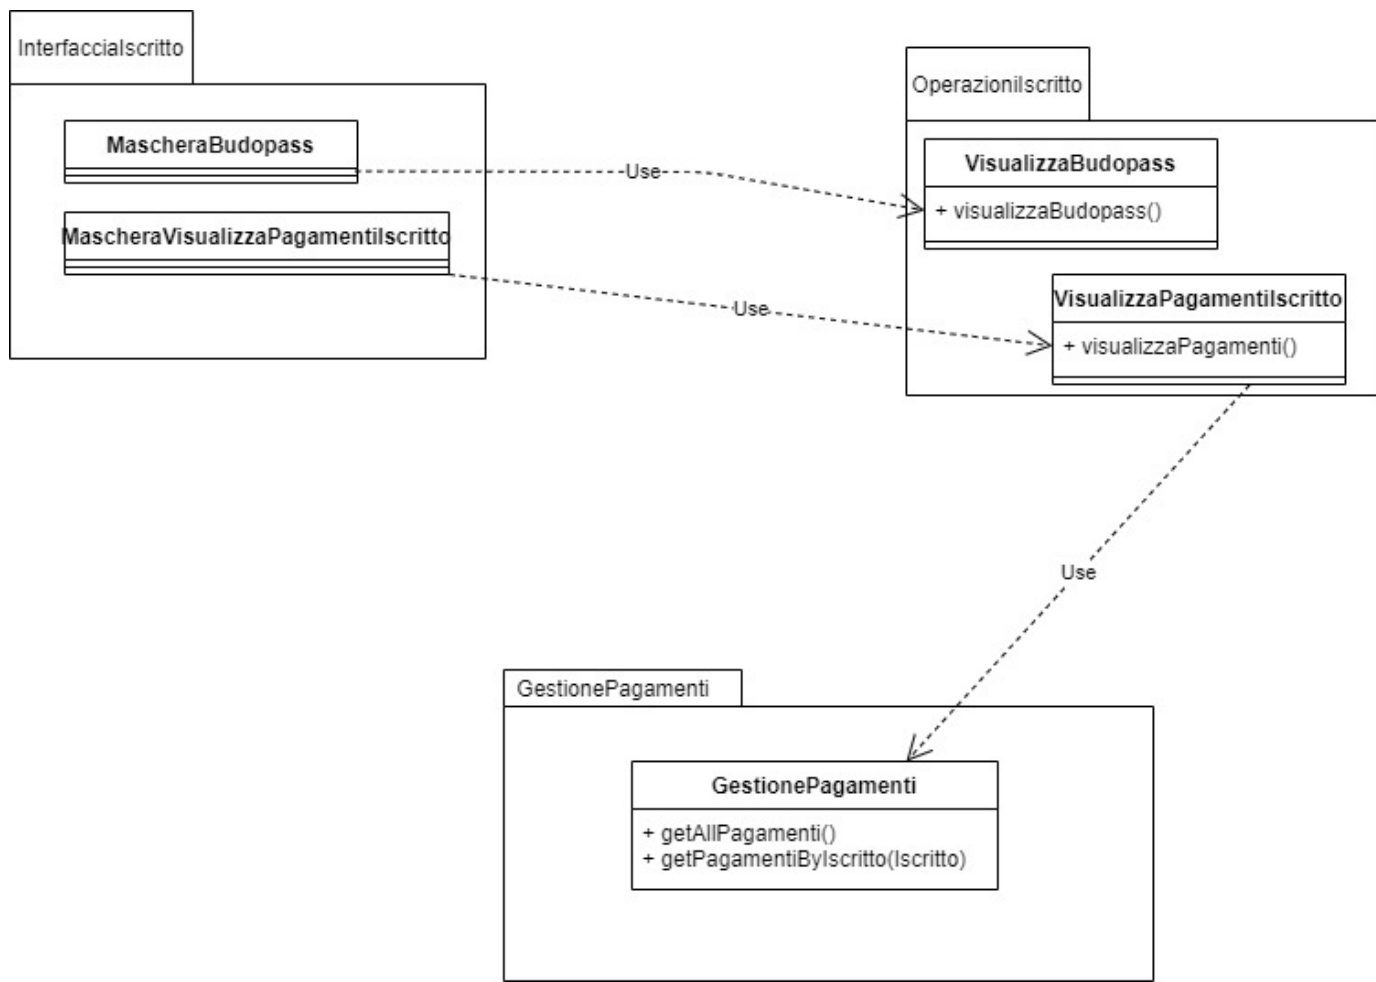 InterfacciaIscritto
OperazioniIscritto
MascheraBudopass
VisualizzaBudopass
Use
+ visualizzaBudopass()
MascheraVisualizzaPagamentiIscritto
VisualizzaPagamentiIscritto
Use
+ visualizzaPagamenti()
Use
GestionePagamenti
GestionePagamenti
+ getAllPagamenti()
+ getPagamentiByIscritto(Iscritto)